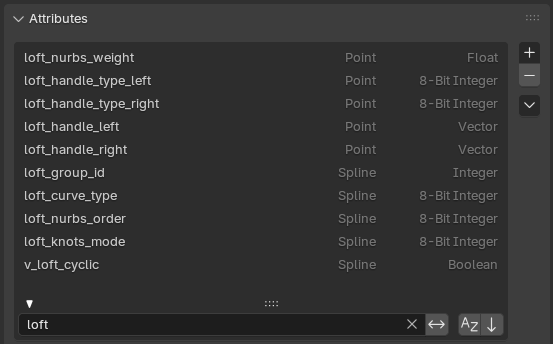 Attributes
loft_nurbs_weight Point Float
loft_handle_type_left Point 8-Bit Integer
loft_handle_type_right Point 8-Bit Integer
loft_handle_left Point Vector
loft_handle_right Point Vector
loft_group_id Spline Integer
loft_curve_type Spline 8-Bit Integer
loft_nurbs_order Spline 8-Bit Integer
loft_knots_mode Spline 8-Bit Integer
v_loft_cyclic Spline Boolean
loft AZ